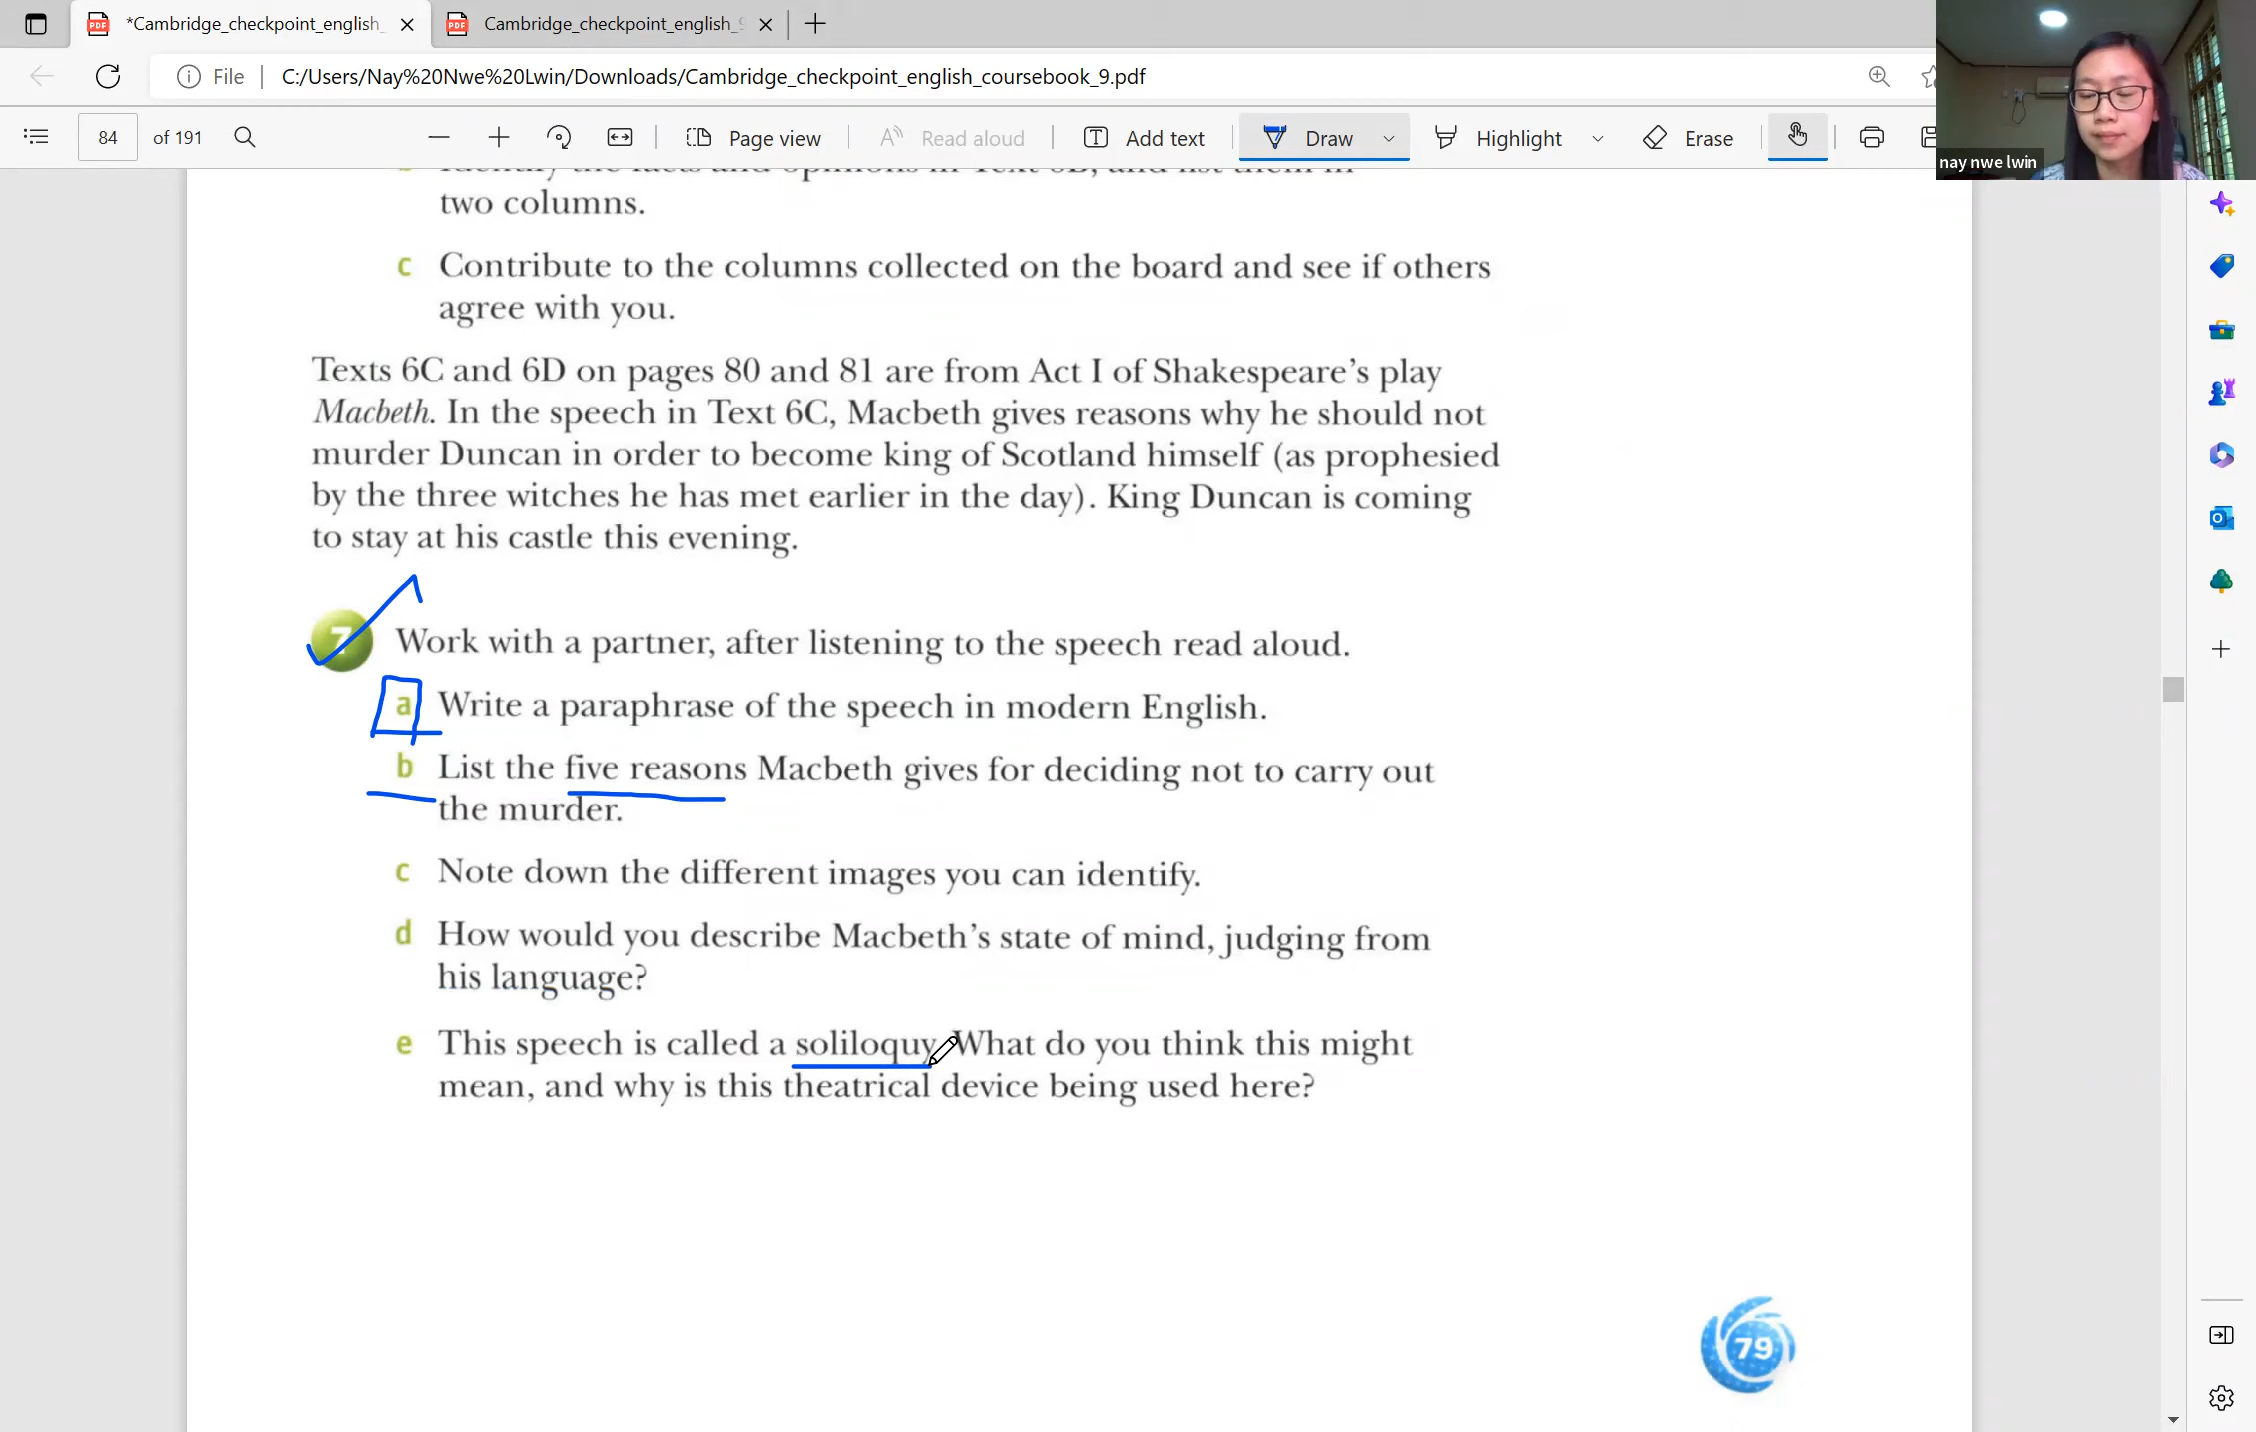 *Cambridge_checkpoint_english_
Cambridge_checkpoint_english_9
File
C:/Users/Nay%20Nwe%20Lwin/Downloads/Cambridge_checkpoint_english_coursebook_9.pdf
84 of 191
Page view
Read aloud
Add text
Draw
Highlight
Erase
nay nwe lwin
two columns.
c Contribute to the columns collected on the board and see if others
agree with you.
Texts 6C and 6D on pages 80 and 81 are from Act I of Shakespeare's play
Macbeth. In the speech in Text 6C, Macbeth gives reasons why he should not
murder Duncan in order to become king of Scotland himself (as prophesied
by the three witches he has met earlier in the day). King Duncan is coming
to stay at his castle this evening.
7 Work with a partner, after listening to the speech read aloud.
a Write a paraphrase of the speech in modern English.
b List the five reasons Macbeth gives for deciding not to carry out
the murder.
c Note down the different images you can identify.
d How would you describe Macbeth's state of mind, judging from
his language?
e This speech is called a soliloquy. What do you think this might
mean, and why is this theatrical device being used here?
79